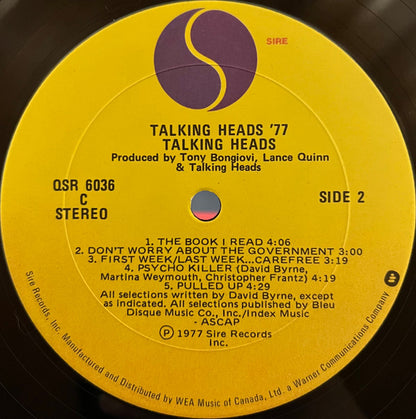 SIRE
TALKING HEADS '77
TALKING HEADS
Produced by Tony Bongiovi, Lance Quinn
& Talking Heads
QSR 6036
C
STEREO
SIDE 2
1. THE BOOK I READ 4:06
2. DON'T WORRY ABOUT THE GOVERNMENT 3:00
3. FIRST WEEK/LAST WEEK...CAREFREE 3:19
4. PSYCHO KILLER (David Byrne,
Martina Weymouth, Christopher Frantz) 4:19
5. PULLED UP 4:29
All selections written by David Byrne, except
as indicated. All selections published by Bleu
Disque Music Co., Inc./Index Music
- ASCAP
Ⓟ 1977 Sire Records
Inc.
Sire Records, Inc. Manufactured and Distributed by WEA Music of Canada, Ltd. a Warner Communications Company